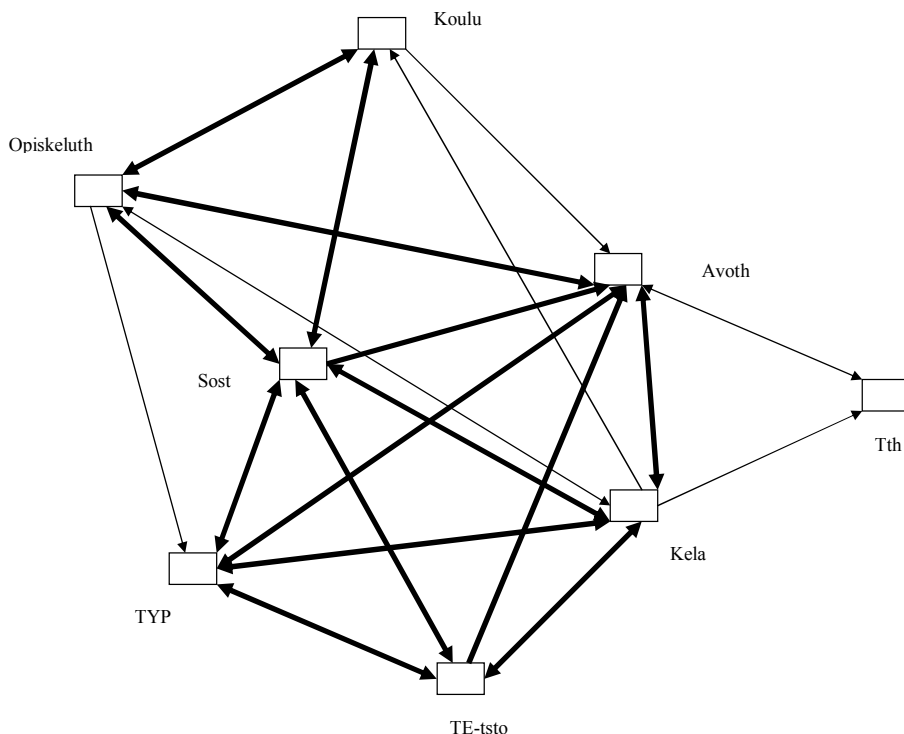 Koulu
Opiskeluth
Avoth
Sost
Tth
Kela
TYP
TE-tsto